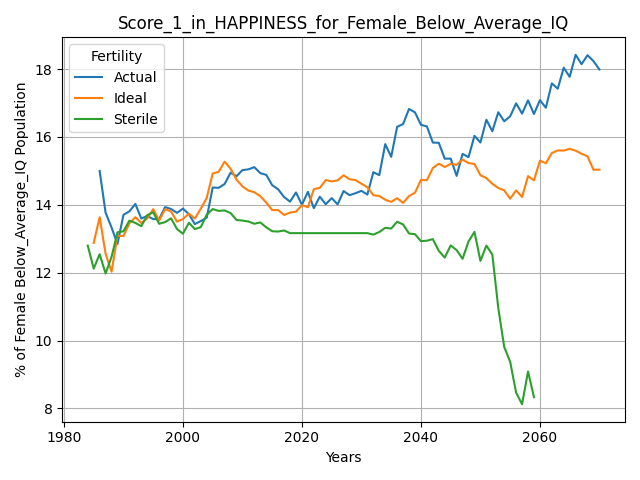 Score_1_in_HAPPINESS_for_Female_Below_Average_IQ
Fertility
Actual
Ideal
Sterile
% of Female Below_Average_IQ Population
18
16
14
12
10
8
1980
2000
2020
2040
2060
Years